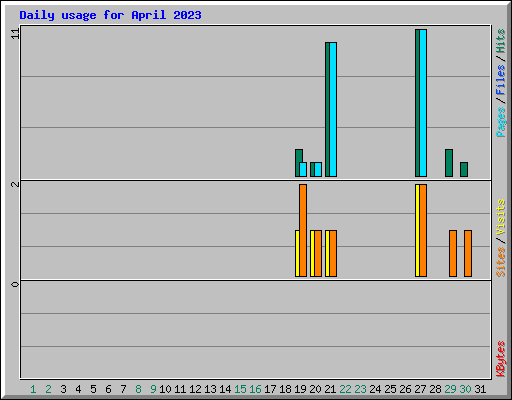 Daily usage for April 2023
11
2
0
Pages / Files / Hits
Sites / Visits
KBytes
1 2 3 4 5 6 7 8 9 10 11 12 13 14 15 16 17 18 19 20 21 22 23 24 25 26 27 28 29 30 31